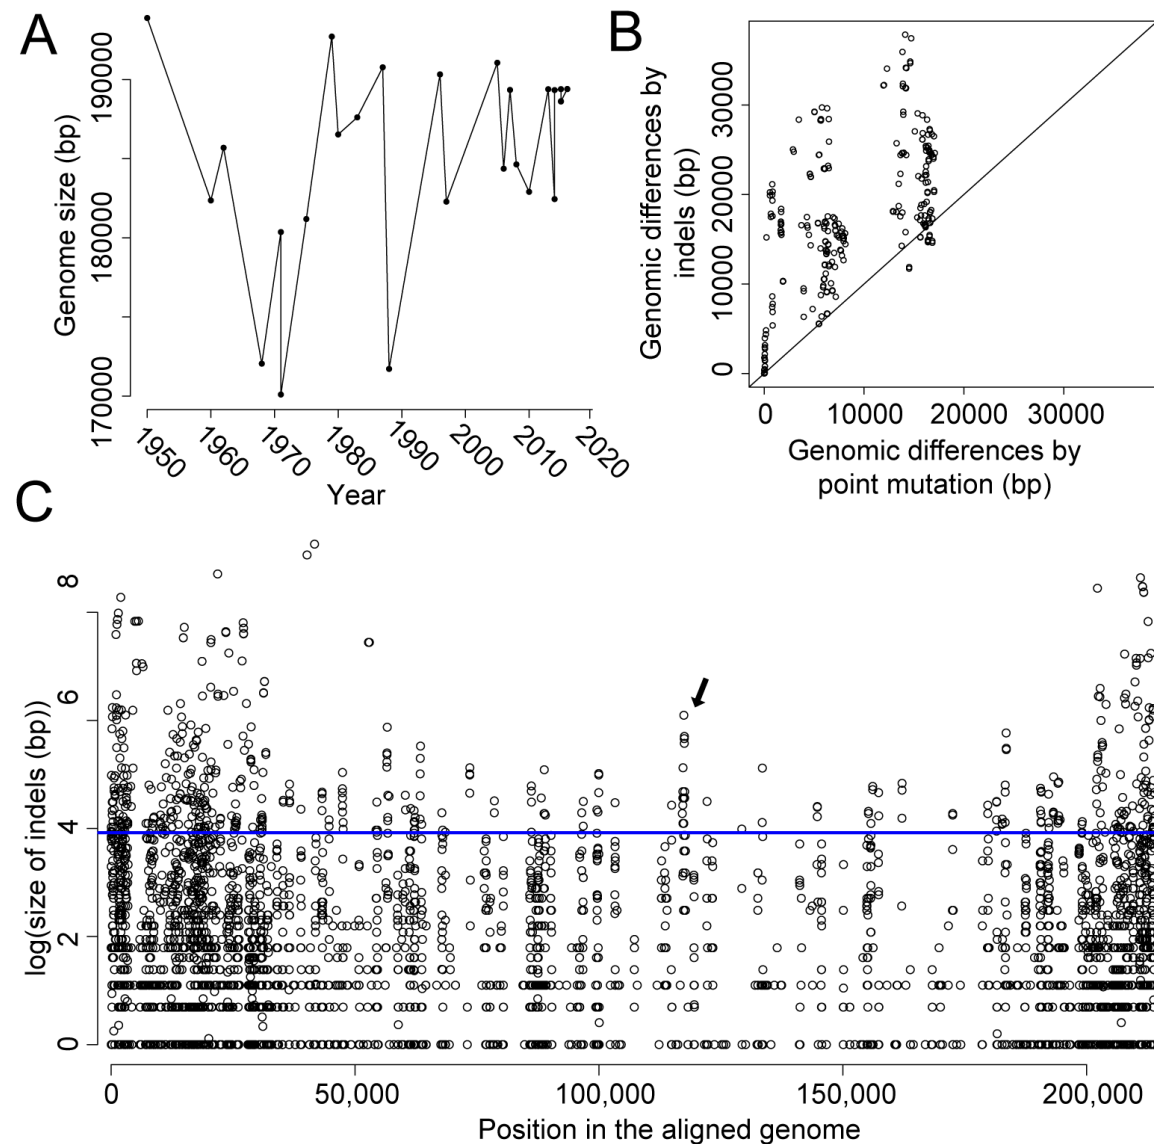 A
190000
180000
170000
Genome size (bp)
1950
1960
1970
1980
1990
2000
2010
2020
Year
B
30000
20000
10000
0
Genomic differences by
indels (bp)
0
10000
20000
30000
Genomic differences by
point mutation (bp)
C
8
6
4
2
0
log(size of indels (bp))
0
50,000
100,000
150,000
200,000
Position in the aligned genome